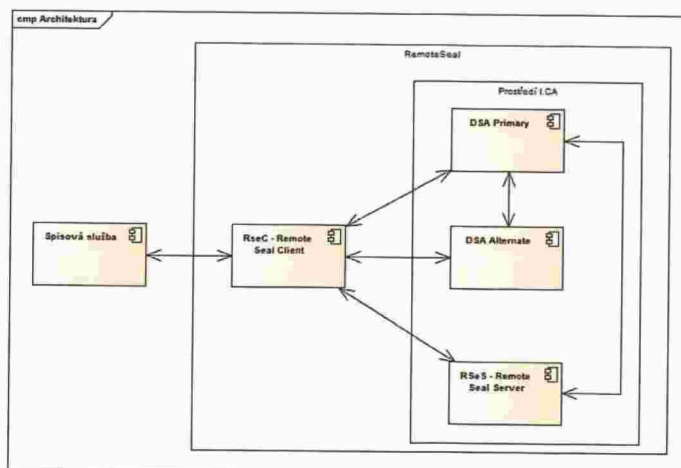 cmp Architektura
RemoteSeal
Prostředí I.CA
DSA Primary
Spisová služba
RseC - Remote
Seal Client
DSA Alternate
RSeS - Remote
Seal Server